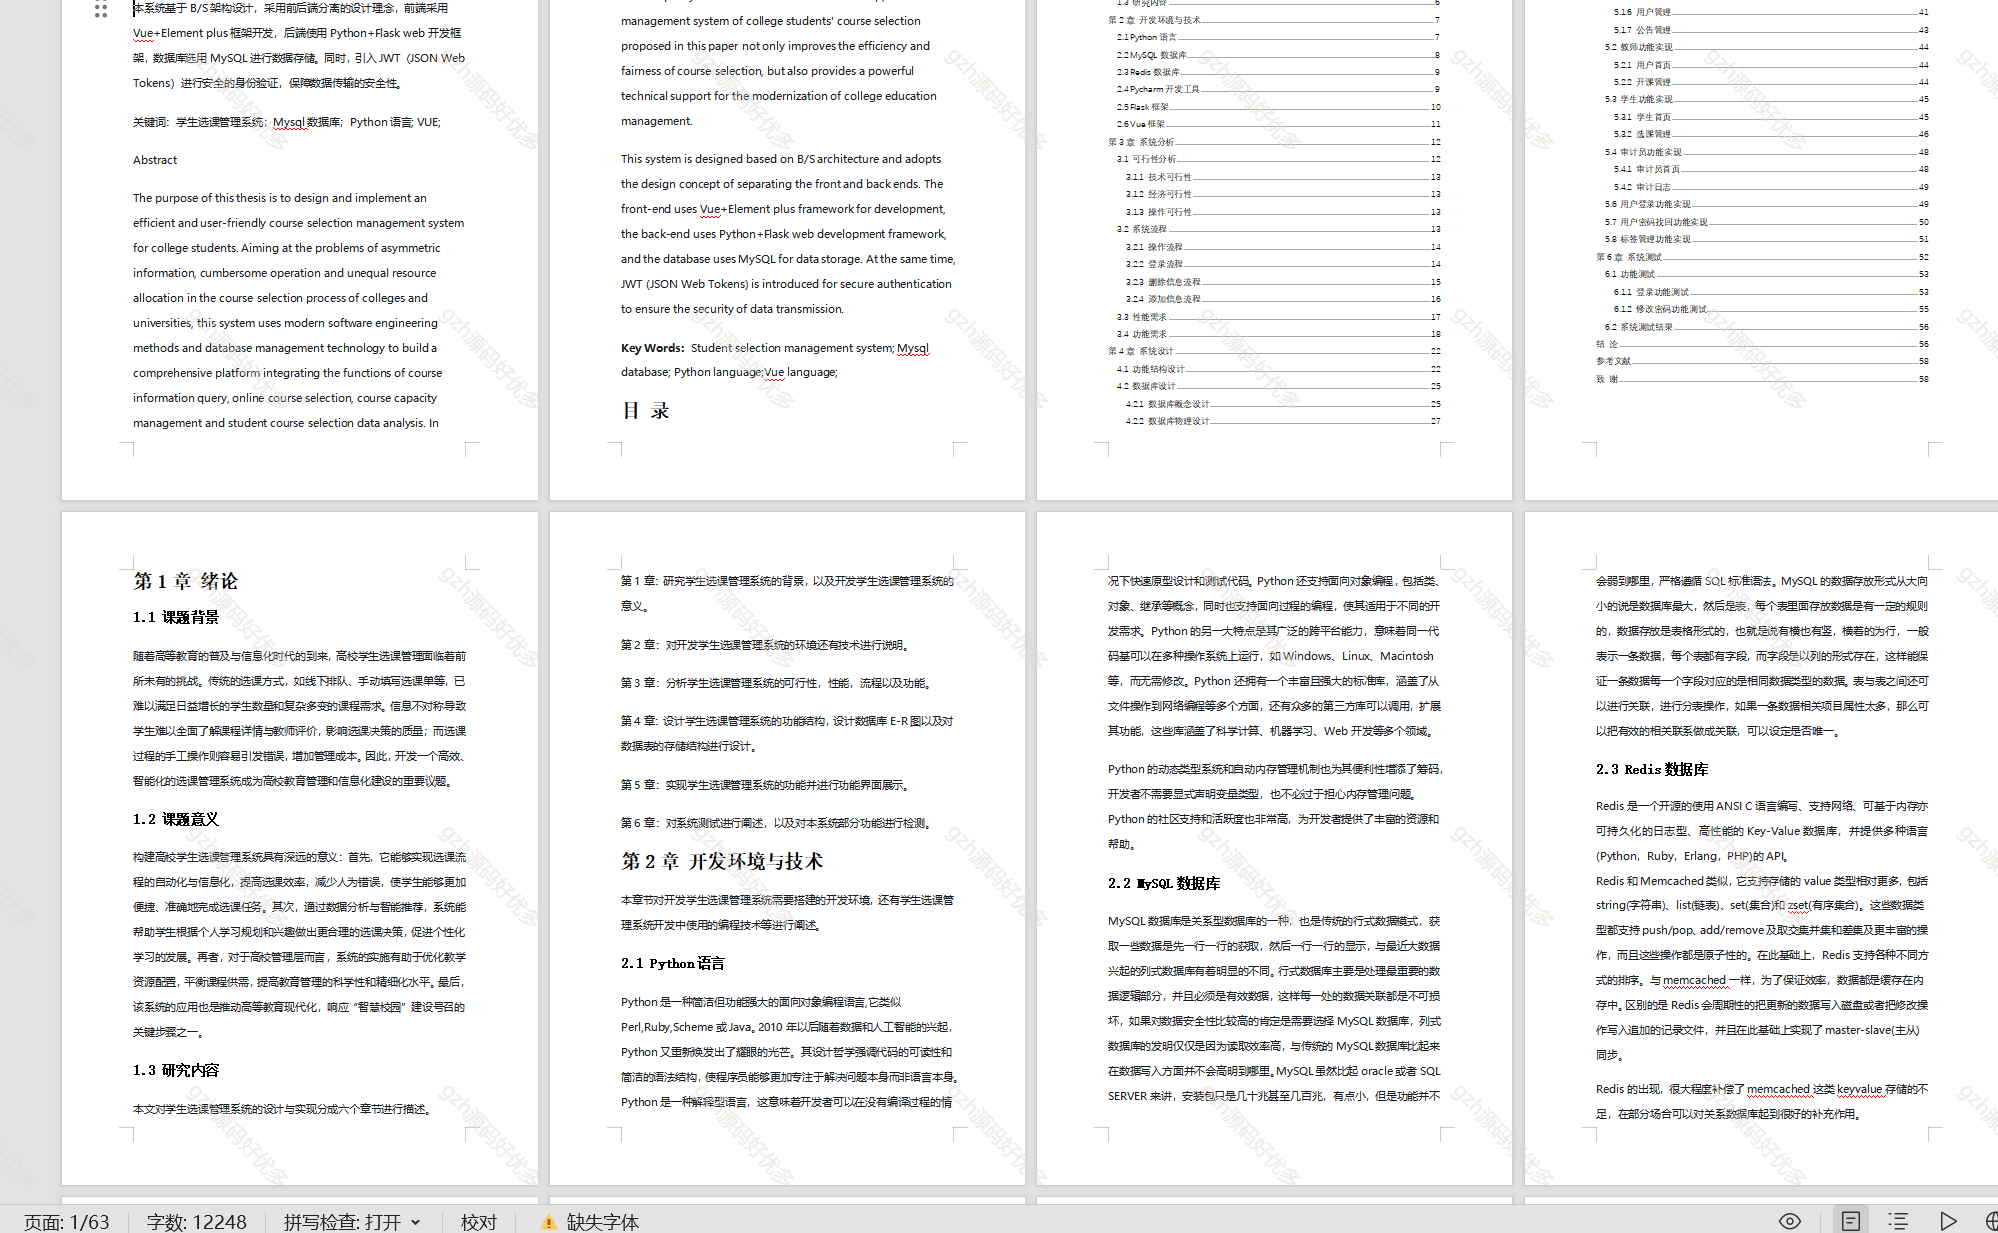 本系统基于 B/S 架构设计，采用前后端分离的设计理念，前端采用
Vue+Element plus 框架开发，后端使用 Python+Flask web 开发框
架，数据库选用 MySQL 进行数据存储。同时，引入 JWT（JSON Web
Tokens）进行安全的身份验证，保障数据传输的安全性。
关键词：学生选课管理系统；Mysql 数据库；Python 语言; VUE;
Abstract
The purpose of this thesis is to design and implement an
efficient and user-friendly course selection management system
for college students. Aiming at the problems of asymmetric
information, cumbersome operation and unequal resource
allocation in the course selection process of colleges and
universities, this system uses modern software engineering
methods and database management technology to build a
comprehensive platform integrating the functions of course
information query, online course selection, course capacity
management and student course selection data analysis. In
management system of college students' course selection
proposed in this paper not only improves the efficiency and
fairness of course selection, but also provides a powerful
technical support for the modernization of college education
management.
This system is designed based on B/S architecture and adopts
the design concept of separating the front and back ends. The
front-end uses Vue+Element plus framework for development,
the back-end uses Python+Flask web development framework,
and the database uses MySQL for data storage. At the same time,
JWT (JSON Web Tokens) is introduced for secure authentication
to ensure the security of data transmission.
Key Words: Student selection management system; Mysql
database; Python language;Vue language;
目 录
1.3 研究内容 6
第 2 章 开发环境与技术 7
2.1 Python 语言 7
2.2 MySQL 数据库 8
2.3 Redis 数据库 9
2.4 Pycharm 开发工具 9
2.5 Flask 框架 10
2.6 Vue 框架 11
第 3 章 系统分析 12
3.1 可行性分析 12
3.1.1 技术可行性 13
3.1.2 经济可行性 13
3.1.3 操作可行性 13
3.2 系统流程 13
3.2.1 操作流程 14
3.2.2 登录流程 14
3.2.3 删除信息流程 15
3.2.4 添加信息流程 16
3.3 性能需求 17
3.4 功能需求 18
第 4 章 系统设计 22
4.1 功能结构设计 22
4.2 数据库设计 25
4.2.1 数据库概念设计 25
4.2.2 数据库物理设计 27
5.1.6 用户管理 41
5.1.7 公告管理 43
5.2 教师功能实现 44
5.2.1 用户首页 44
5.2.2 开课管理 44
5.3 学生功能实现 45
5.3.1 学生首页 45
5.3.2 选课管理 46
5.4 审计员功能实现 48
5.4.1 审计员首页 48
5.4.2 审计日志 49
5.6 用户登录功能实现 49
5.7 用户密码找回功能实现 50
5.8 标签管理功能实现 51
第 6 章 系统测试 52
6.1 功能测试 53
6.1.1 登录功能测试 53
6.1.2 修改密码功能测试 55
6.2 系统测试结果 56
结 论 56
参考文献 58
致 谢 58
第 1 章 绪论
1.1 课题背景
随着高等教育的普及与信息化时代的到来，高校学生选课管理面临着前
所未有的挑战。传统的选课方式，如线下排队、手动填写选课单等，已
难以满足日益增长的学生数量和复杂多变的课程需求。信息不对称导致
学生难以全面了解课程详情与教师评价，影响选课决策的质量；而选课
过程的手工操作则容易引发错误，增加管理成本。因此，开发一个高效、
智能化的选课管理系统成为高校教育管理和信息化建设的重要议题。
1.2 课题意义
构建高校学生选课管理系统具有深远的意义：首先，它能够实现选课流
程的自动化与信息化，提高选课效率，减少人为错误，使学生能够更加
便捷、准确地完成选课任务。其次，通过数据分析与智能推荐，系统能
帮助学生根据个人学习规划和兴趣做出更合理的选课决策，促进个性化
学习的发展。再者，对于高校管理层而言，系统的实施有助于优化教学
资源配置，平衡课程供需，提高教育管理的科学性和精细化水平。最后，
该系统的应用也是推动高等教育现代化，响应“智慧校园”建设号召的
关键步骤之一。
1.3 研究内容
本文对学生选课管理系统的设计与实现分成六个章节进行描述。
第 1 章：研究学生选课管理系统的背景，以及开发学生选课管理系统的
意义。
第 2 章：对开发学生选课管理系统的环境还有技术进行说明。
第 3 章：分析学生选课管理系统的可行性，性能，流程以及功能。
第 4 章：设计学生选课管理系统的功能结构，设计数据库 E-R 图以及对
数据表的存储结构进行设计。
第 5 章：实现学生选课管理系统的功能并进行功能界面展示。
第 6 章：对系统测试进行阐述，以及对本系统部分功能进行检测。
第 2 章 开发环境与技术
本章节对开发学生选课管理系统需要搭建的开发环境，还有学生选课管
理系统开发中使用的编程技术等进行阐述。
2.1 Python 语言
Python 是一种简洁但功能强大的面向对象编程语言,它类似
Perl,Ruby,Scheme 或 Java。2010 年以后随着数据和人工智能的兴起，
Python 又重新焕发出了耀眼的光芒。其设计哲学强调代码的可读性和
简洁的语法结构，使程序员能够更加专注于解决问题本身而非语言本身。
Python 是一种解释型语言，这意味着开发者可以在没有编译过程的情
况下快速原型设计和测试代码。Python 还支持面向对象编程，包括类、
对象、继承等概念，同时也支持面向过程的编程，使其适用于不同的开
发需求。Python 的另一大特点是其广泛的跨平台能力，意味着同一代
码基可以在多种操作系统上运行，如 Windows、Linux、Macintosh
等，而无需修改。Python 还拥有一个丰富且强大的标准库，涵盖了从
文件操作到网络编程等多个方面，还有众多的第三方库可以调用，扩展
其功能，这些库涵盖了科学计算、机器学习、Web 开发等多个领域。
Python 的动态类型系统和自动内存管理机制也为其便利性增添了筹码，
开发者不需要显式声明变量类型，也不必过于担心内存管理问题。
Python 的社区支持和活跃度也非常高，为开发者提供了丰富的资源和
帮助。
2.2 MySQL 数据库
MySQL 数据库是关系型数据库的一种，也是传统的行式数据模式，获
取一些数据是先一行一行的获取，然后一行一行的显示，与最近大数据
兴起的列式数据库有着明显的不同。行式数据库主要是处理最重要的数
据逻辑部分，并且必须是有效数据，这样每一处的数据关联都是不可损
坏，如果对数据安全性比较高的肯定是需要选择 MySQL 数据库，列式
数据库的发明仅仅是因为读取效率高，与传统的 MySQL 数据库比起来
在数据写入方面并不会高明到哪里。MySQL 虽然比起 oracle 或者 SQL
SERVER 来讲，安装包只是几十兆甚至几百兆，有点小，但是功能并不
会弱到哪里，严格遵循 SQL 标准语法。MySQL 的数据存放形式从大向
小的说是数据库最大，然后是表，每个表里面存放数据是有一定的规则
的，数据存放是表格形式的，也就是说有横也有竖，横着的为行，一般
表示一条数据，每个表都有字段，而字段是以列的形式存在，这样能保
证一条数据每一个字段对应的是相同数据类型的数据。表与表之间还可
以进行关联，进行分表操作，如果一条数据相关项目属性太多，那么可
以把有效的相关联系做成关联，可以设定是否唯一。
2.3 Redis 数据库
Redis 是一个开源的使用 ANSI C 语言编写、支持网络、可基于内存亦
可持久化的日志型、高性能的 Key-Value 数据库，并提供多种语言
(Python，Ruby，Erlang，PHP)的 API。
Redis 和 Memcached 类似，它支持存储的 value 类型相对更多，包括
string(字符串)、list(链表)、set(集合)和 zset(有序集合)。这些数据类
型都支持 push/pop、add/remove 及取交集并集和差集及更丰富的操
作，而且这些操作都是原子性的。在此基础上，Redis 支持各种不同方
式的排序。与 memcached 一样，为了保证效率，数据都是缓存在内
存中。区别的是 Redis 会周期性的把更新的数据写入磁盘或者把修改操
作写入追加的记录文件，并且在此基础上实现了 master-slave(主从)
同步。
Redis 的出现，很大程度补偿了 memcached 这类 keyvalue 存储的不
足，在部分场合可以对关系数据库起到很好的补充作用。
gzh源码好优多
页面: 1/63
字数: 12248
拼写检查: 打开
校对
缺失字体